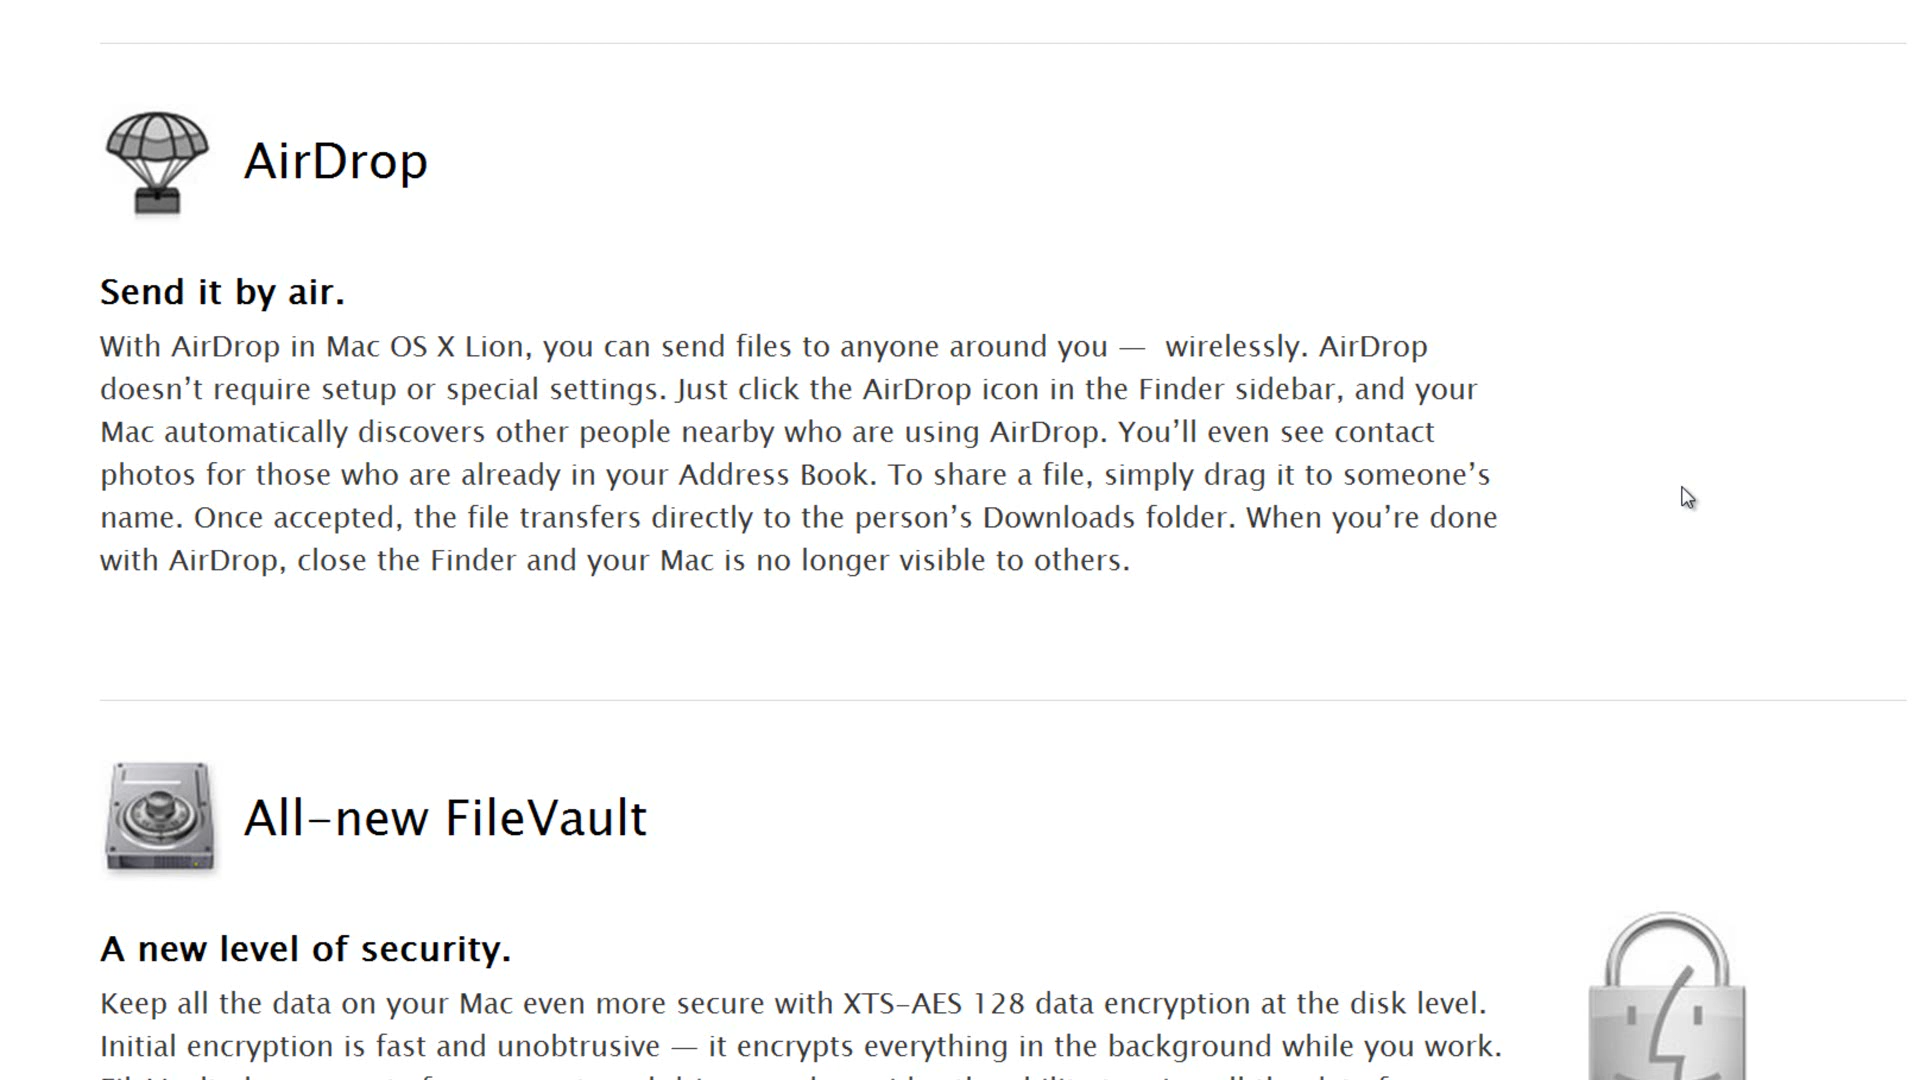 AirDrop
Send it by air.
With AirDrop in Mac OS X Lion, you can send files to anyone around you —  wirelessly. AirDrop
doesn’t require setup or special settings. Just click the AirDrop icon in the Finder sidebar, and your
Mac automatically discovers other people nearby who are using AirDrop. You’ll even see contact
photos for those who are already in your Address Book. To share a file, simply drag it to someone’s
name. Once accepted, the file transfers directly to the person’s Downloads folder. When you’re done
with AirDrop, close the Finder and your Mac is no longer visible to others.
All-new FileVault
A new level of security.
Keep all the data on your Mac even more secure with XTS-AES 128 data encryption at the disk level.
Initial encryption is fast and unobtrusive — it encrypts everything in the background while you work.